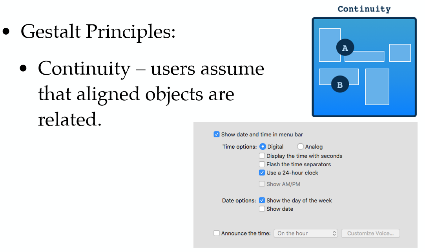 Continuity
• Gestalt Principles:
• Continuity – users assume
that aligned objects are
related.
A
B
Show date and time in menu bar
Time options: Digital Analog
Display the time with seconds
Flash the time separators
Use a 24-hour clock
Show AM/PM
Date options: Show the day of the week
Show date
Announce the time: On the hour Customize Voice...